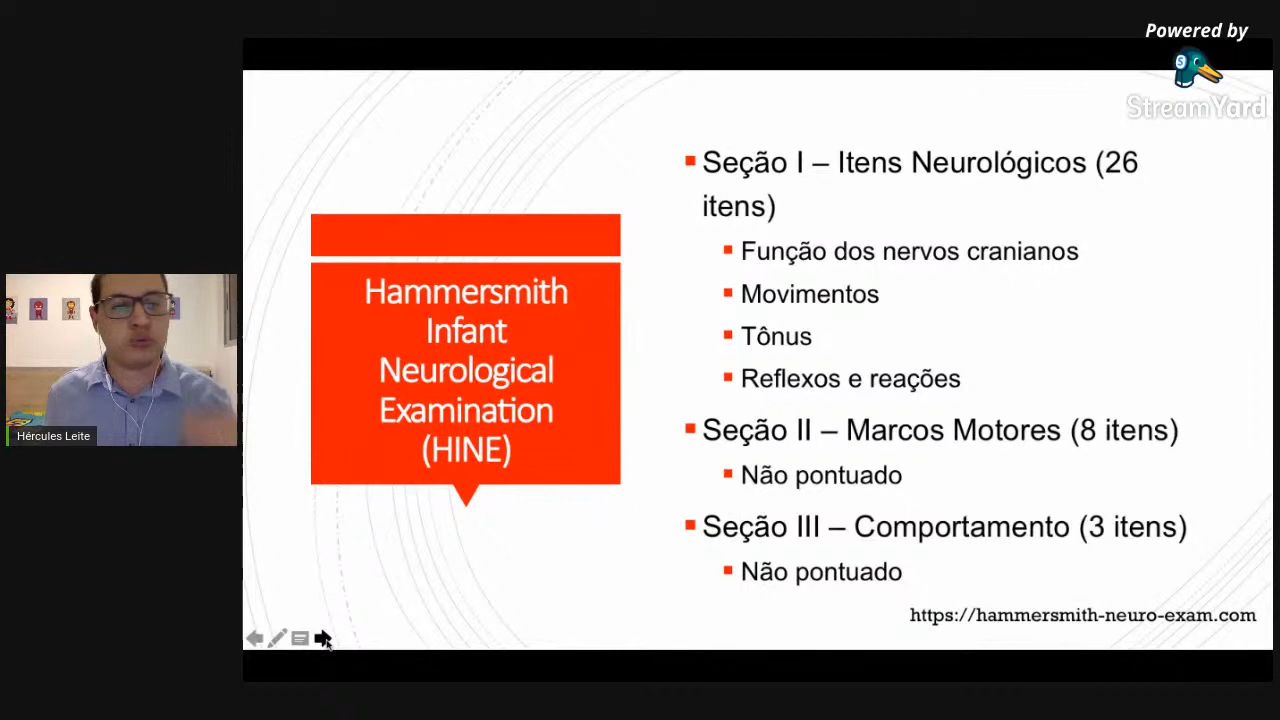 Powered by
StreamYard
Hammersmith
Infant
Neurological
Examination
(HINE)
Seção I – Itens Neurológicos (26
itens)
Função dos nervos cranianos
Movimentos
Tônus
Reflexos e reações
Seção II – Marcos Motores (8 itens)
Não pontuado
Seção III – Comportamento (3 itens)
Não pontuado
https://hammersmith-neuro-exam.com
Hércules Leite